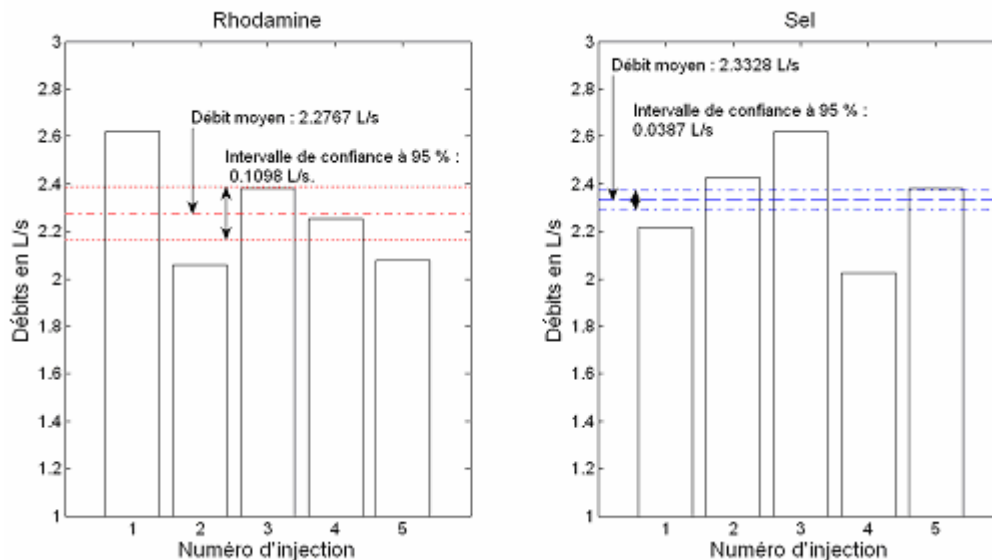 Rhodamine
3
2.8
2.6
2.4
2.2
2
1.8
1.6
1.4
1.2
1
Débits en L/s
Débit moyen : 2.2767 L/s
Intervalle de confiance à 95 % :
0.1098 L/s.
1 2 3 4 5
Numéro d'injection
Sel
3
2.8
2.6
2.4
2.2
2
1.8
1.6
1.4
1.2
1
Débits en L/s
Débit moyen : 2.3328 L/s
Intervalle de confiance à 95 % :
0.0387 L/s
1 2 3 4 5
Numéro d'injection